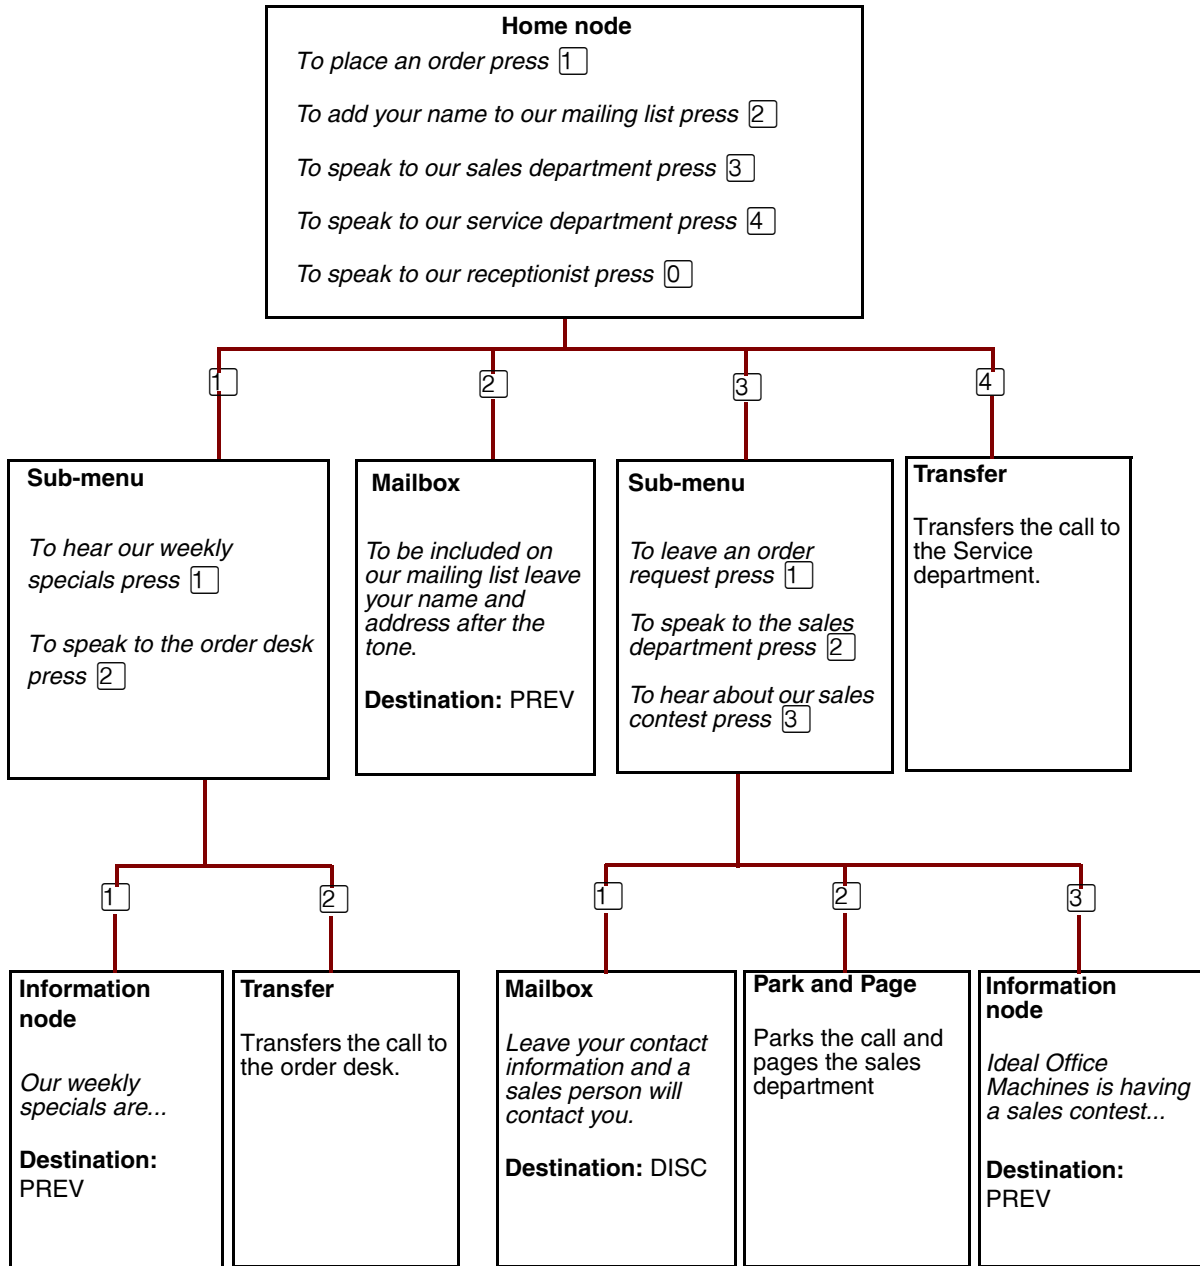 Home node
To place an order press 1
To add your name to our mailing list press 2
To speak to our sales department press 3
To speak to our service department press 4
To speak to our receptionist press 0
1
2
3
4
Sub-menu
To hear our weekly
specials press 1
To speak to the order desk
press 2
Mailbox
To be included on
our mailing list leave
your name and
address after the
tone.
Destination: PREV
Sub-menu
To leave an order
request press 1
To speak to the sales
department press 2
To hear about our sales
contest press 3
Transfer
Transfers the call to
the Service
department.
1
2
1
2
3
Information
node
Our weekly
specials are...
Destination:
PREV
Transfer
Transfers the call to
the order desk.
Mailbox
Leave your contact
information and a
sales person will
contact you.
Destination: DISC
Park and Page
Parks the call and
pages the sales
department
Information
node
Ideal Office
Machines is having
a sales contest...
Destination:
PREV